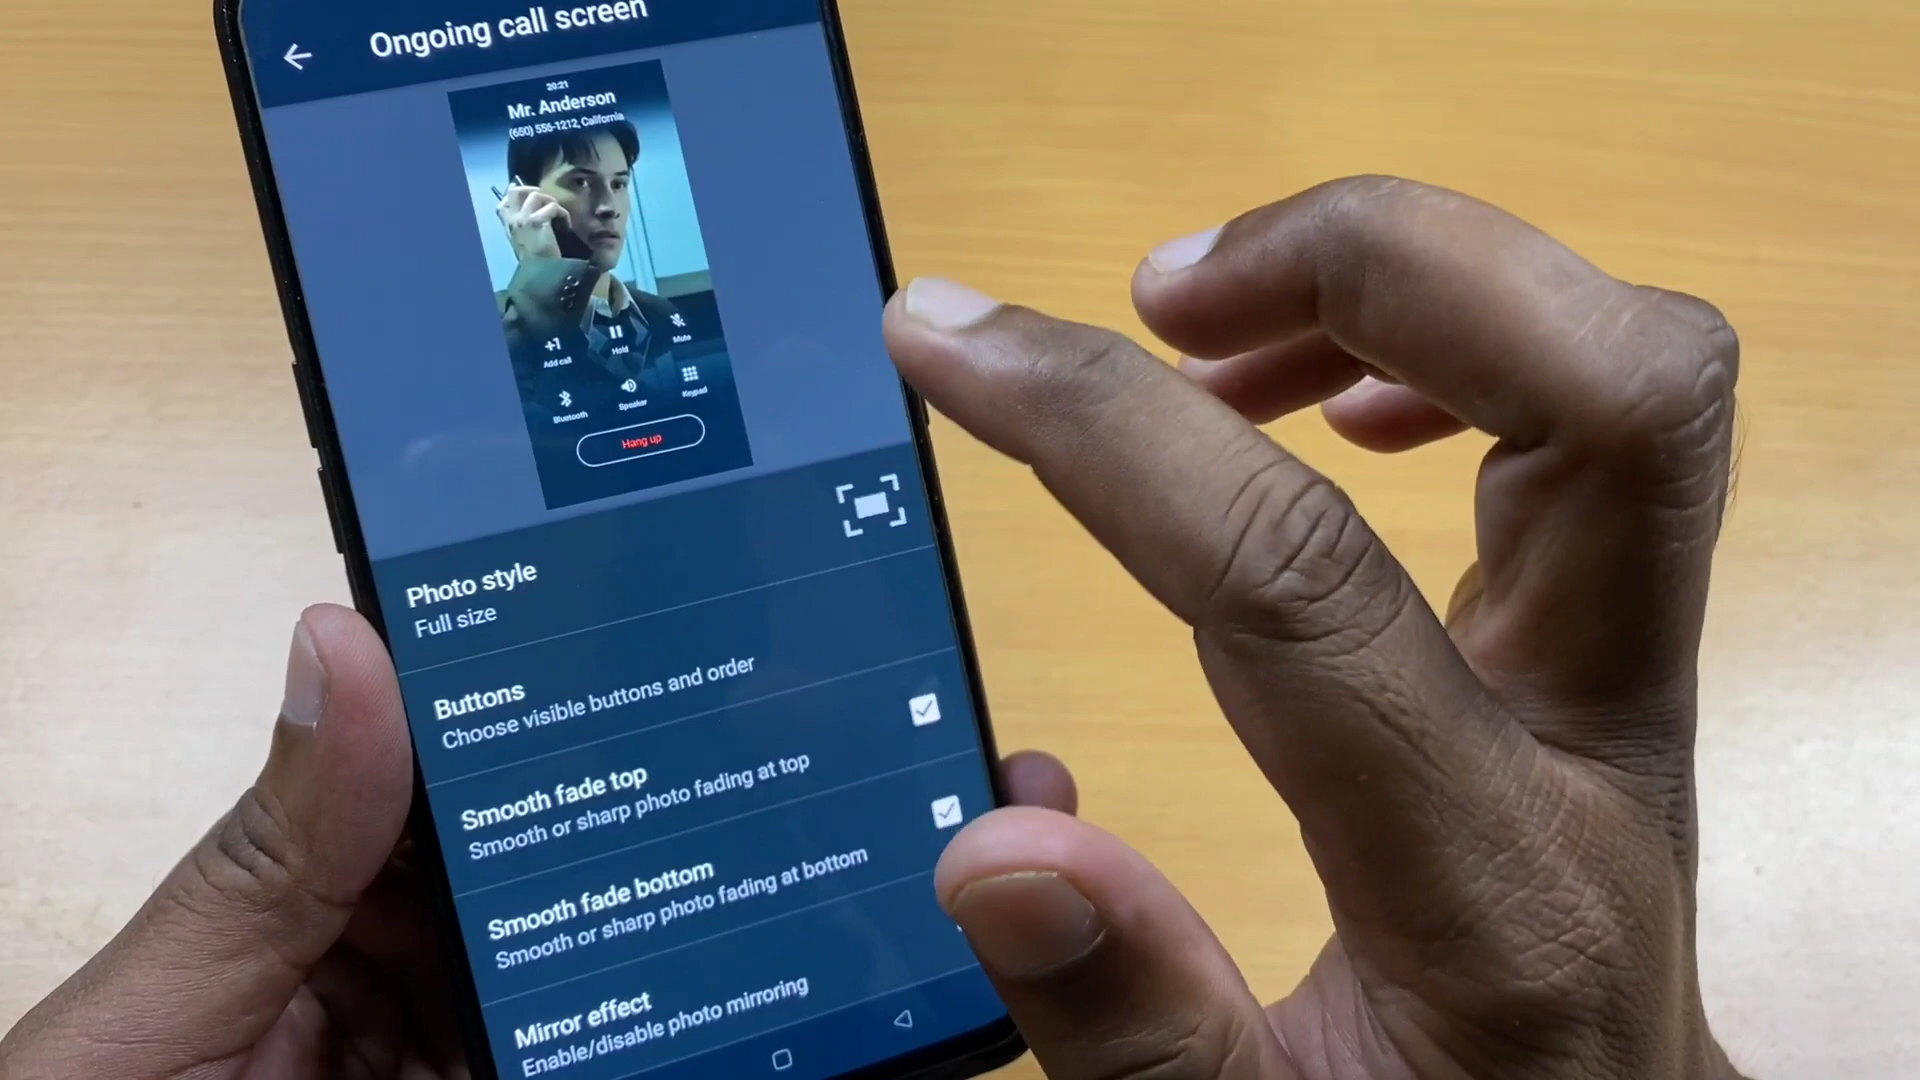 Ongoing call screen
20:21
Mr. Anderson
(650) 555-1212, California
+1
Add call
Hold
Mute
Bluetooth
Speaker
Keypad
Hang up
Photo style
Full size
Buttons
Choose visible buttons and order
Smooth fade top
Smooth or sharp photo fading at top
Smooth fade bottom
Smooth or sharp photo fading at bottom
Mirror effect
Enable/disable photo mirroring